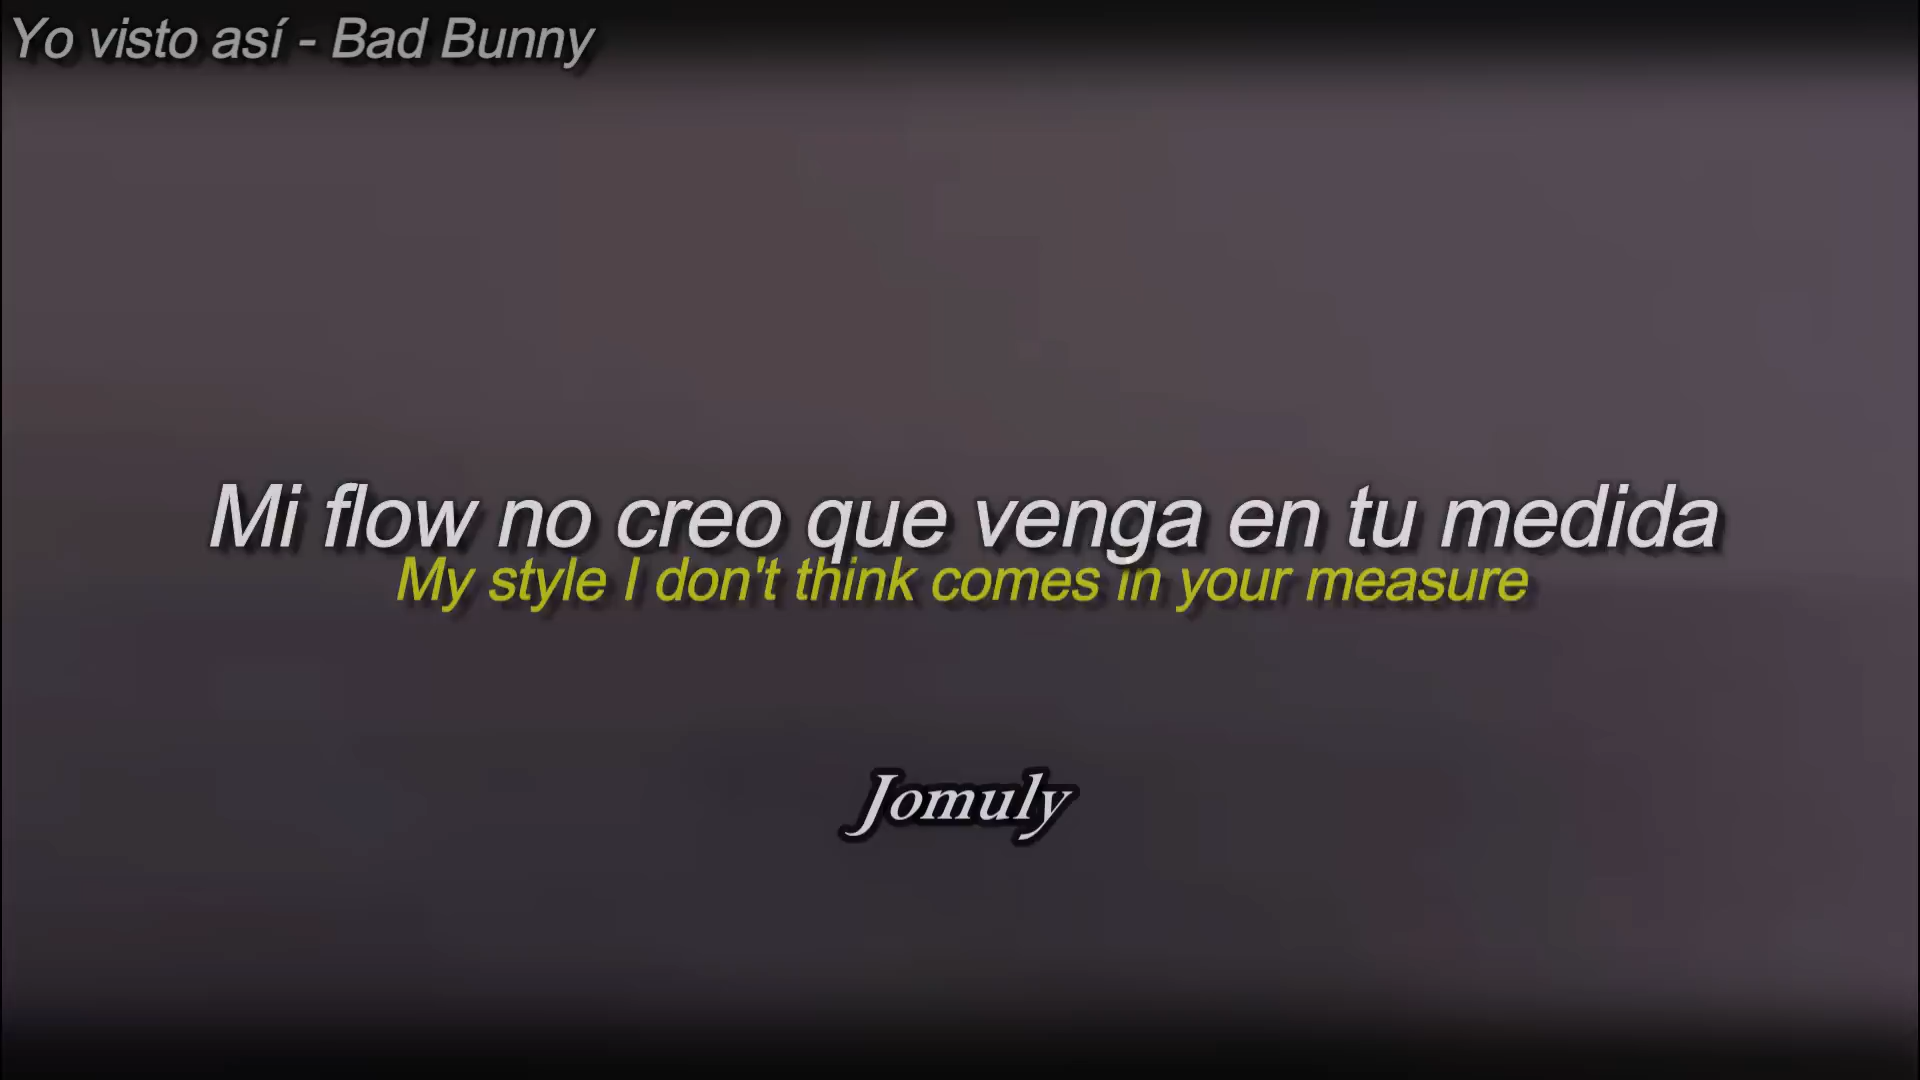 Yo visto así - Bad Bunny
Mi flow no creo que venga en tu medida
My style I don't think comes in your measure
Jomuly